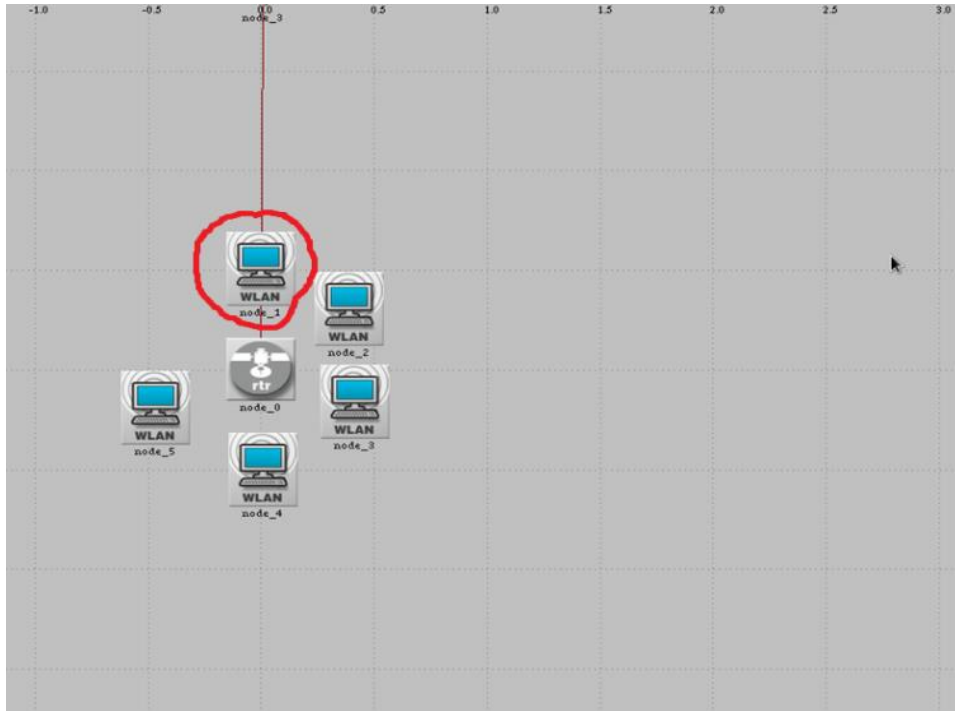 -1.0 -0.5 0.0 0.5 1.0 1.5 2.0 2.5 3.0
node_3
WLAN
node_1
WLAN
node_2
rtr
node_0
WLAN
node_5
WLAN
node_3
WLAN
node_4